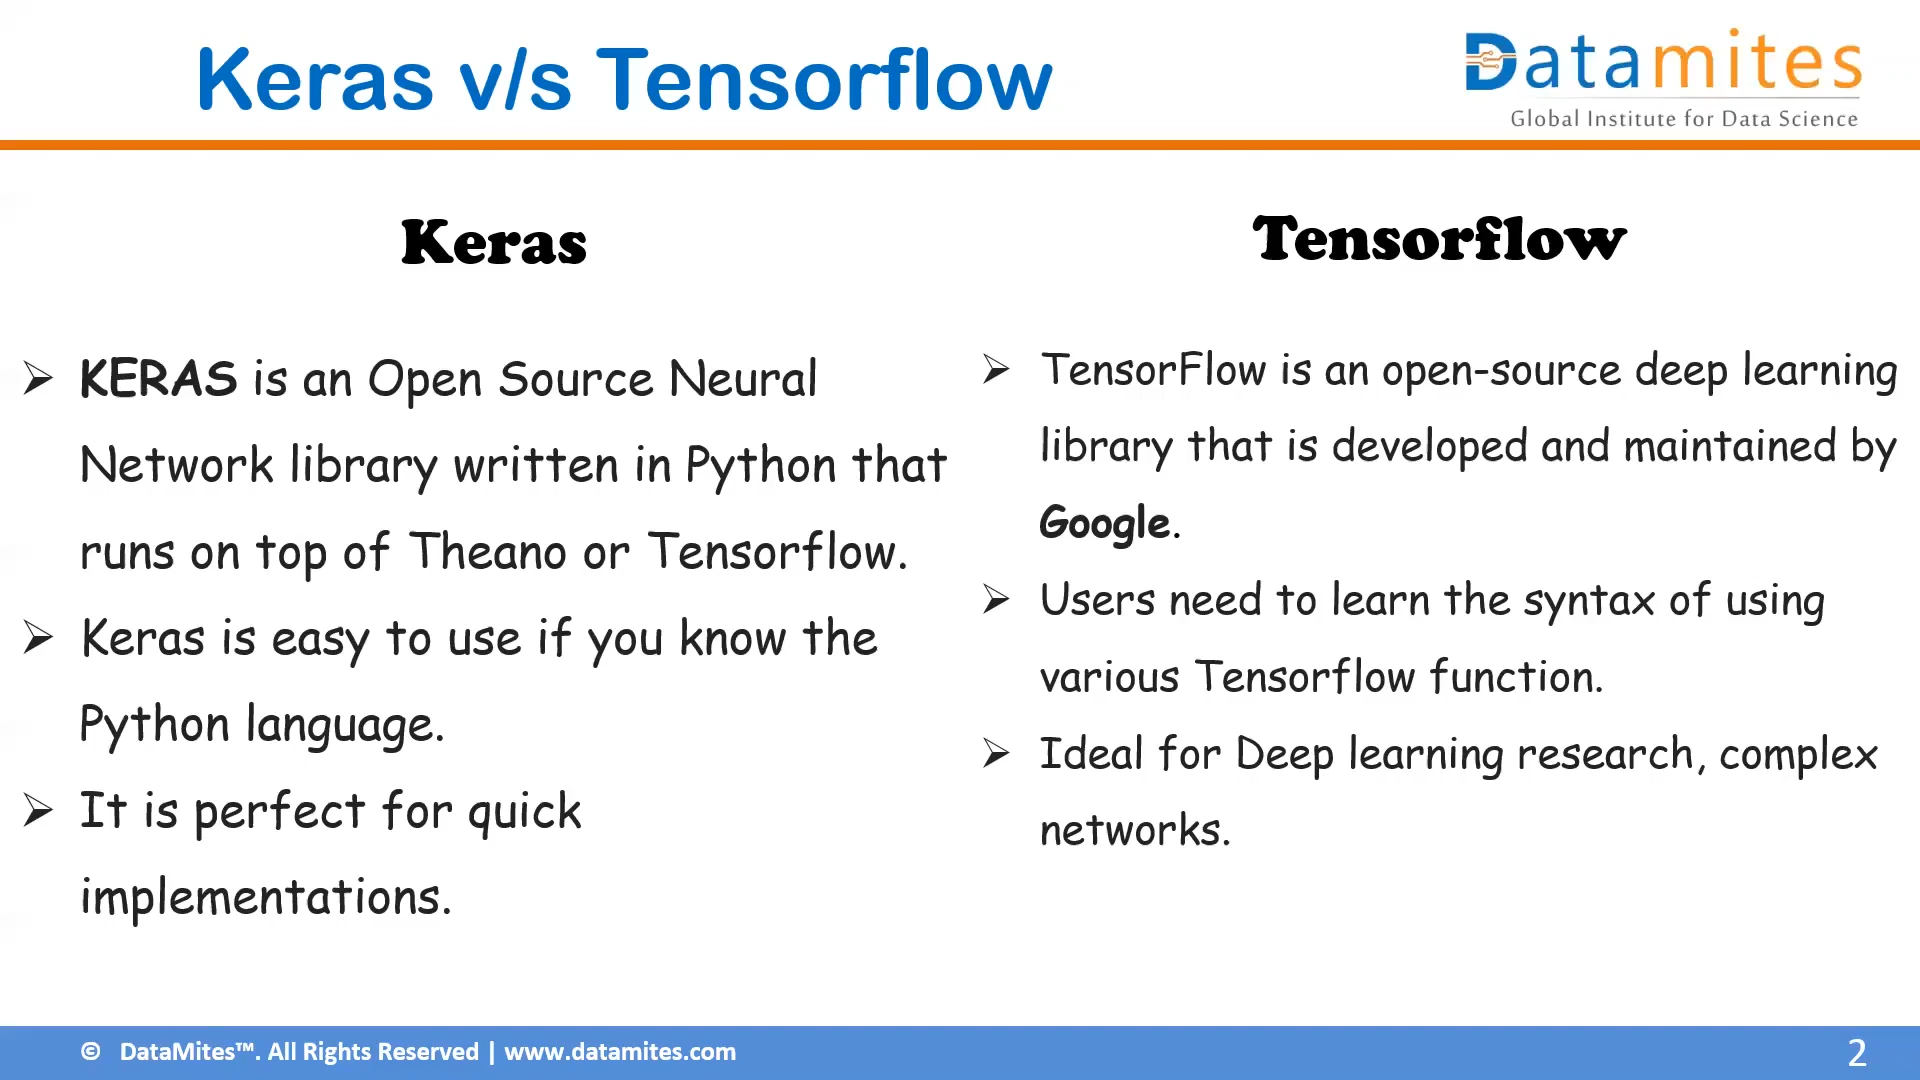 Keras v/s Tensorflow
Datamites
Global Institute for Data Science
Keras
➢ KERAS is an Open Source Neural
Network library written in Python that
runs on top of Theano or Tensorflow.
➢ Keras is easy to use if you know the
Python language.
➢ It is perfect for quick
implementations.
Tensorflow
➢ TensorFlow is an open-source deep learning
library that is developed and maintained by
Google.
➢ Users need to learn the syntax of using
various Tensorflow function.
➢ Ideal for Deep learning research, complex
networks.
© DataMites™. All Rights Reserved | www.datamites.com
2